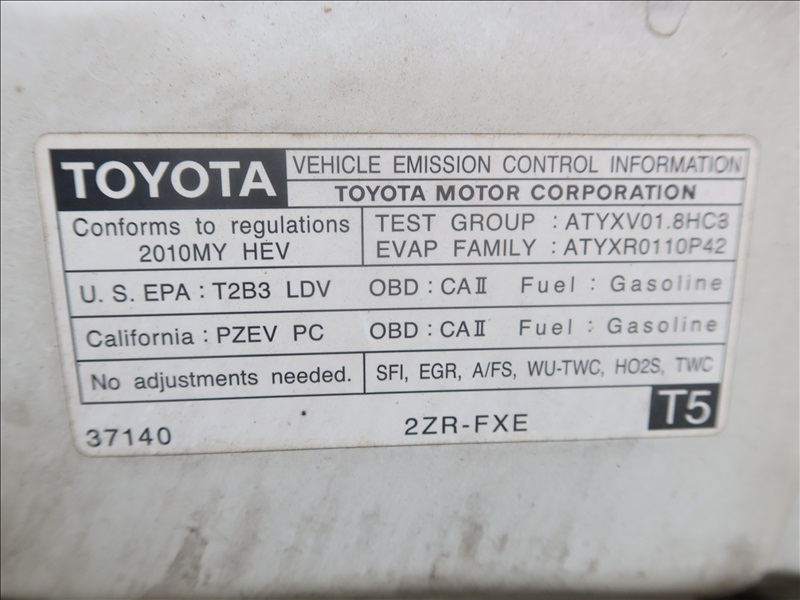 TOYOTA
VEHICLE EMISSION CONTROL INFORMATION
TOYOTA MOTOR CORPORATION
Conforms to regulations
2010MY HEV
TEST GROUP : ATYXV01.8HC3
EVAP FAMILY : ATYXR0110P42
U. S. EPA : T2B3 LDV OBD : CAⅡ Fuel : Gasoline
California : PZEV PC OBD : CAⅡ Fuel : Gasoline
No adjustments needed.
SFI, EGR, A/FS, WU-TWC, HO2S, TWC
37140 2ZR-FXE T5